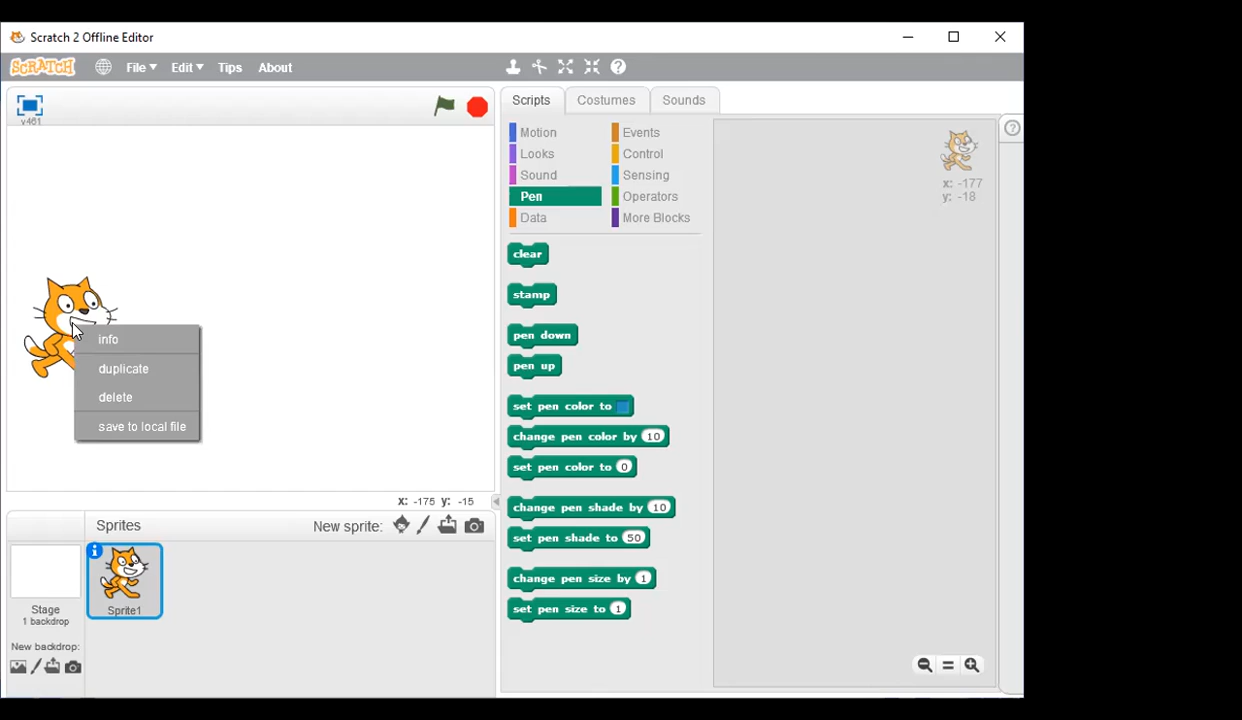 Scratch 2 Offline Editor
SCRATCH File Edit Tips About
v461
Scripts Costumes Sounds
Motion Events
Looks Control
Sound Sensing
Pen Operators
Data More Blocks
x: -177
y: -18
clear
stamp
pen down
pen up
set pen color to
change pen color by 10
set pen color to 0
change pen shade by 10
set pen shade to 50
change pen size by 1
set pen size to 1
info
duplicate
delete
save to local file
x: -175 y: -15
Sprites New sprite:
Stage
1 backdrop
Sprite1
New backdrop: